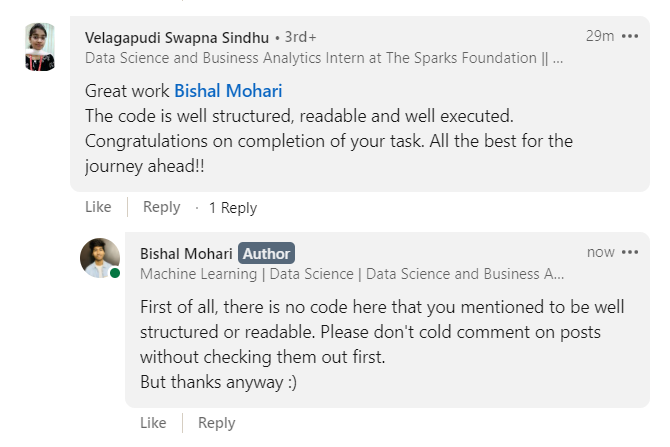 Velagapudi Swapna Sindhu • 3rd+
29m •••
Data Science and Business Analytics Intern at The Sparks Foundation || ...
Great work Bishal Mohari
The code is well structured, readable and well executed.
Congratulations on completion of your task. All the best for the
journey ahead!!
Like Reply · 1 Reply
Bishal Mohari Author
now •••
Machine Learning | Data Science | Data Science and Business A...
First of all, there is no code here that you mentioned to be well
structured or readable. Please don't cold comment on posts
without checking them out first.
But thanks anyway :)
Like Reply